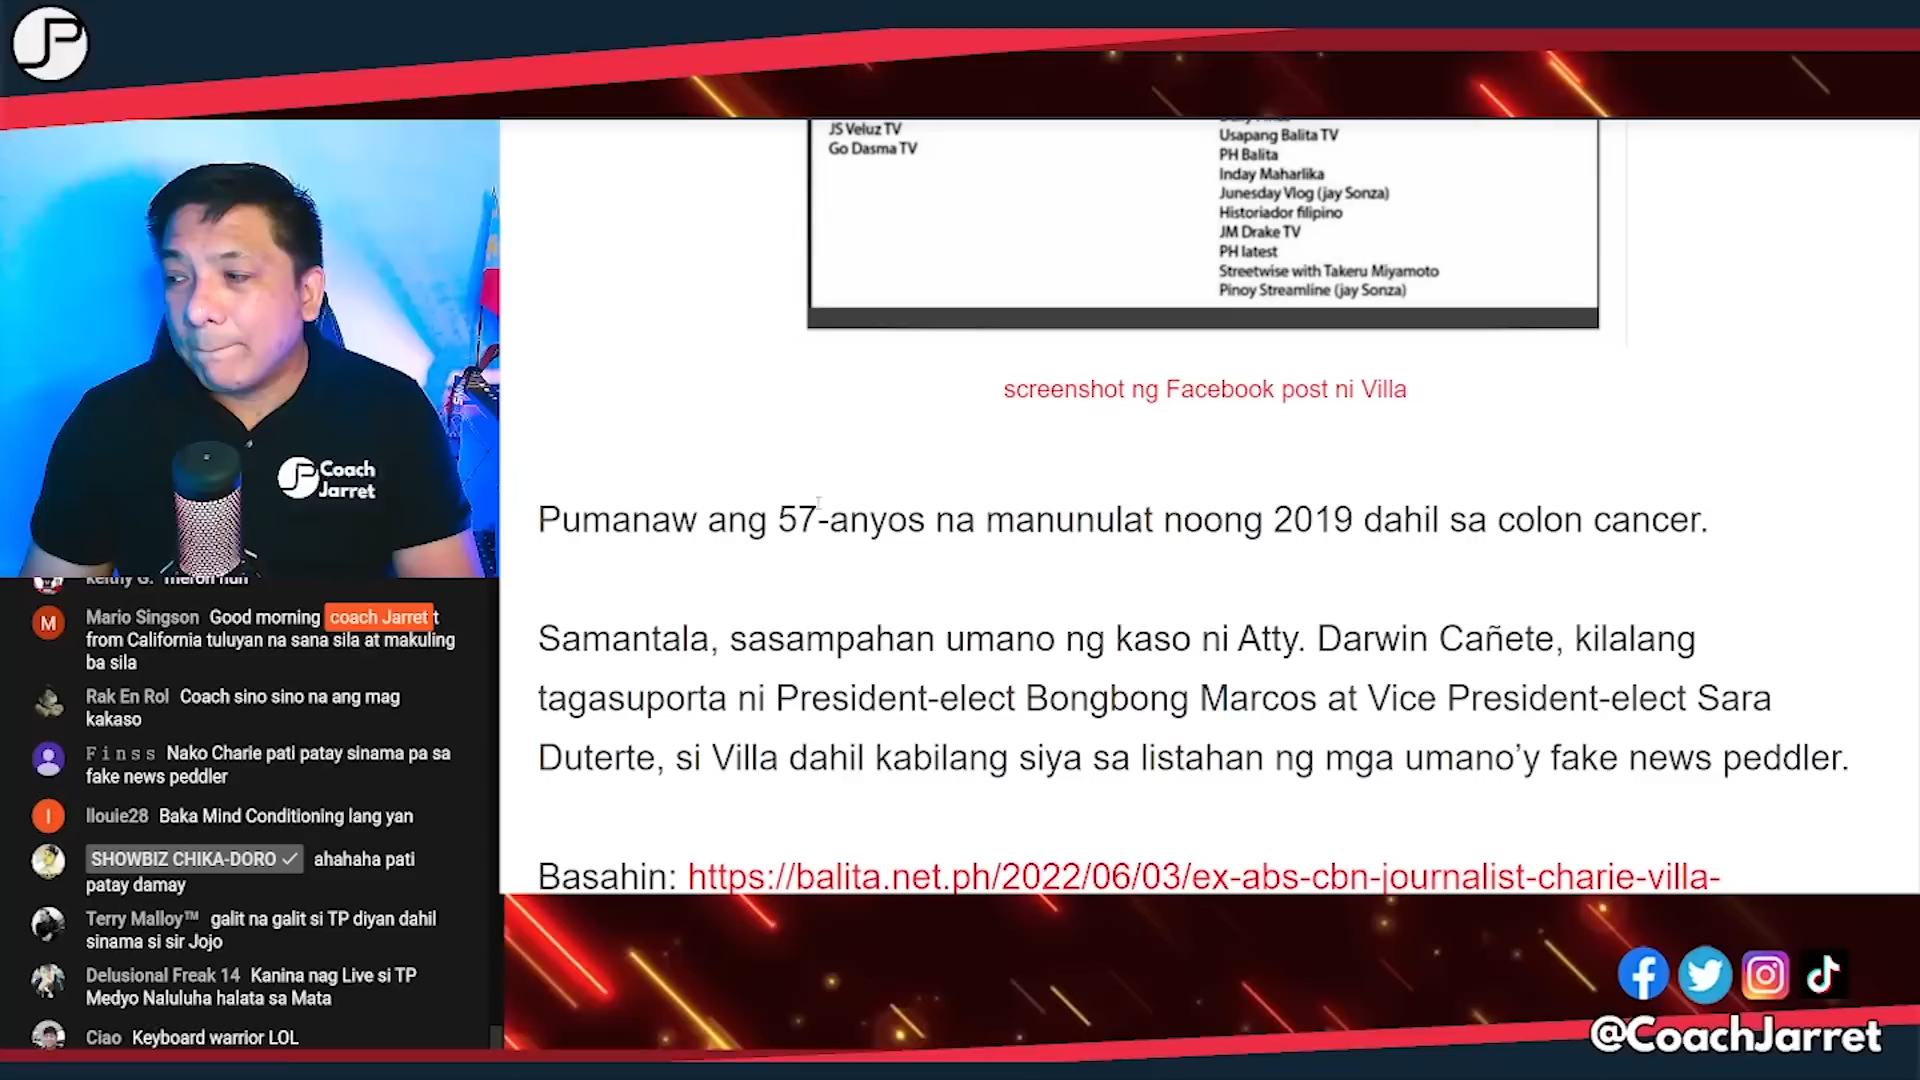 JS Veluz TV
Go Dasma TV
Usapang Balita TV
PH Balita
Inday Maharlika
Junesday Vlog (jay Sonza)
Historiador filipino
JM Drake TV
PH latest
Streetwise with Takeru Miyamoto
Pinoy Streamline (jay Sonza)
screenshot ng Facebook post ni Villa
Pumanaw ang 57-anyos na manunulat noong 2019 dahil sa colon cancer.
Samantala, sasampahan umano ng kaso ni Atty. Darwin Cañete, kilalang
tagasuporta ni President-elect Bongbong Marcos at Vice President-elect Sara
Duterte, si Villa dahil kabilang siya sa listahan ng mga umano’y fake news peddler.
Basahin: https://balita.net.ph/2022/06/03/ex-abs-cbn-journalist-charie-villa-
JP Coach
Jarret
Keithy G. meron huh
M Mario Singson Good morning coach Jarret t
from California tuluyan na sana sila at makuling
ba sila
Rak En Rol Coach sino sino na ang mag
kakaso
F i n s s Nako Charie pati patay sinama pa sa
fake news peddler
I llouie28 Baka Mind Conditioning lang yan
SHOWBIZ CHIKA-DORO ✓ ahahaha pati
patay damay
Terry Malloy™ galit na galit si TP diyan dahil
sinama si sir Jojo
Delusional Freak 14 Kanina nag Live si TP
Medyo Naluluha halata sa Mata
Ciao Keyboard warrior LOL
@CoachJarret